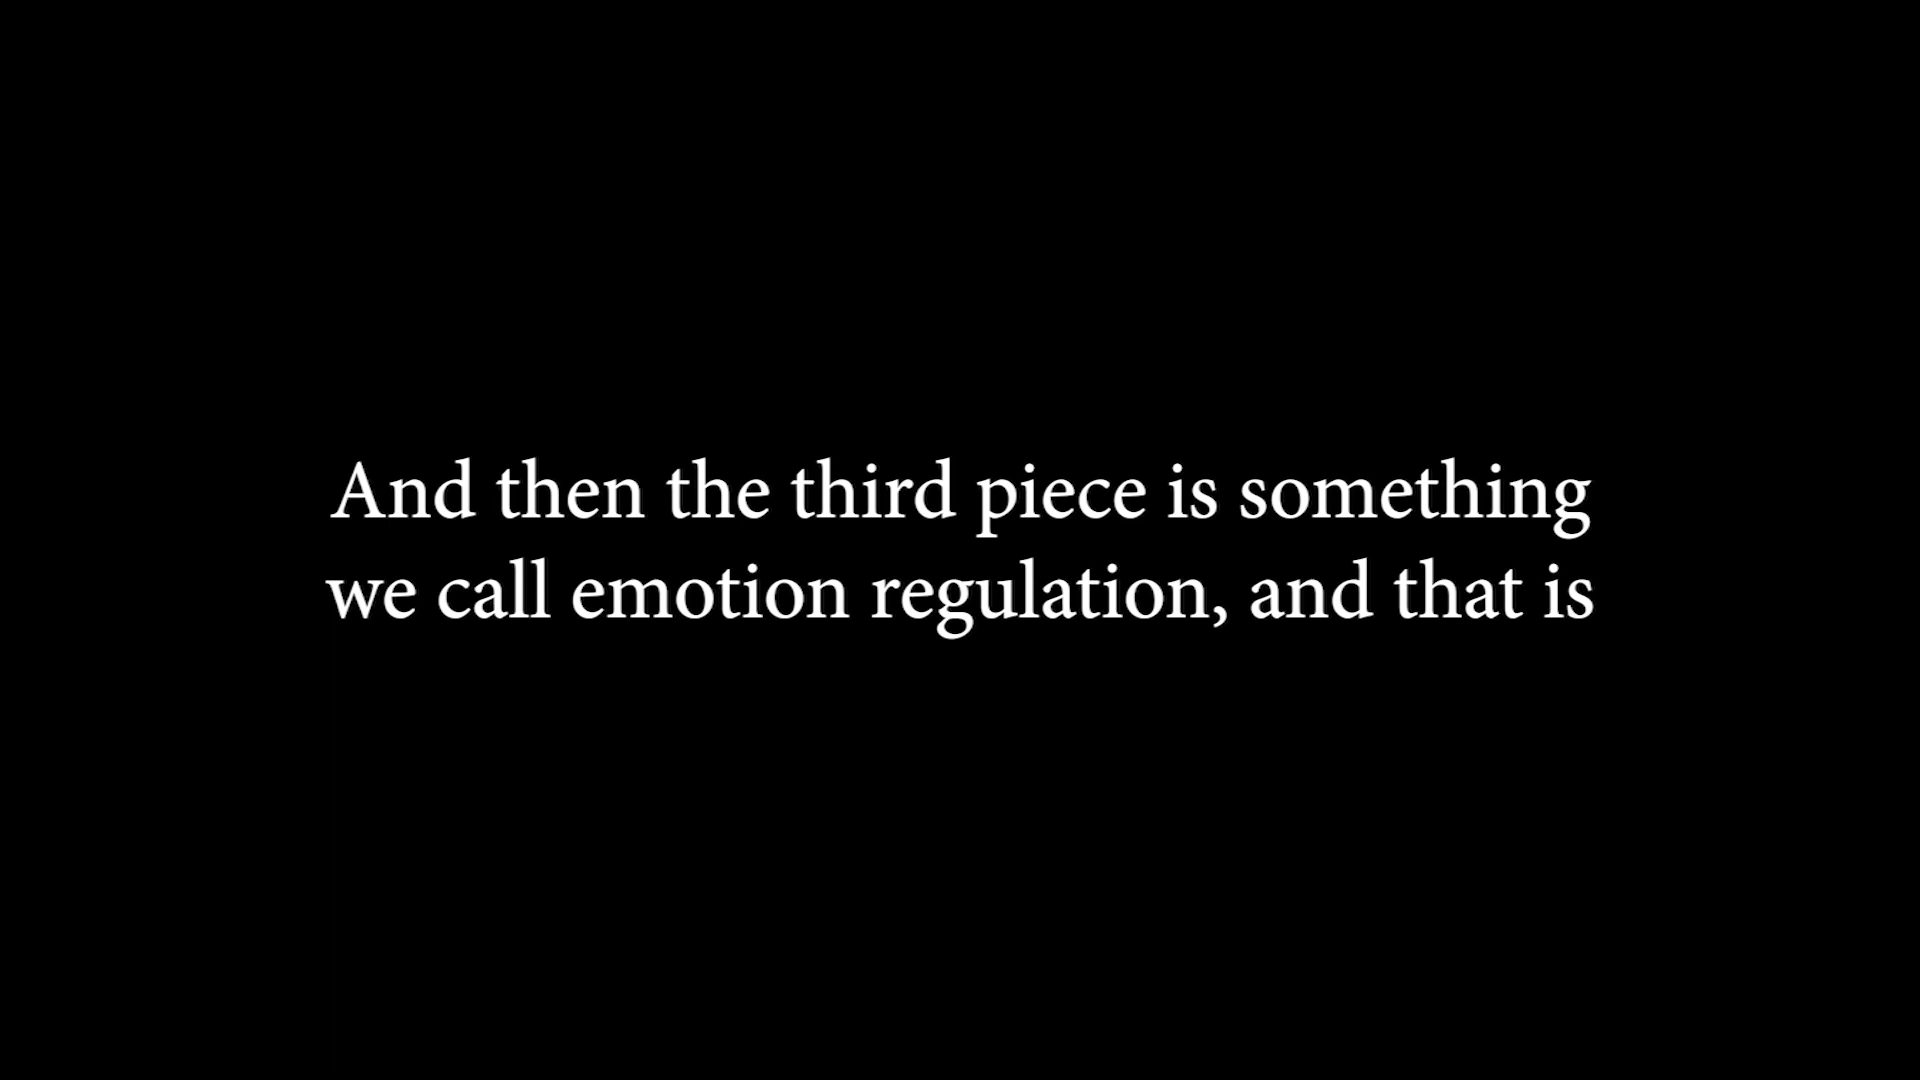 And then the third piece is something
we call emotion regulation, and that is